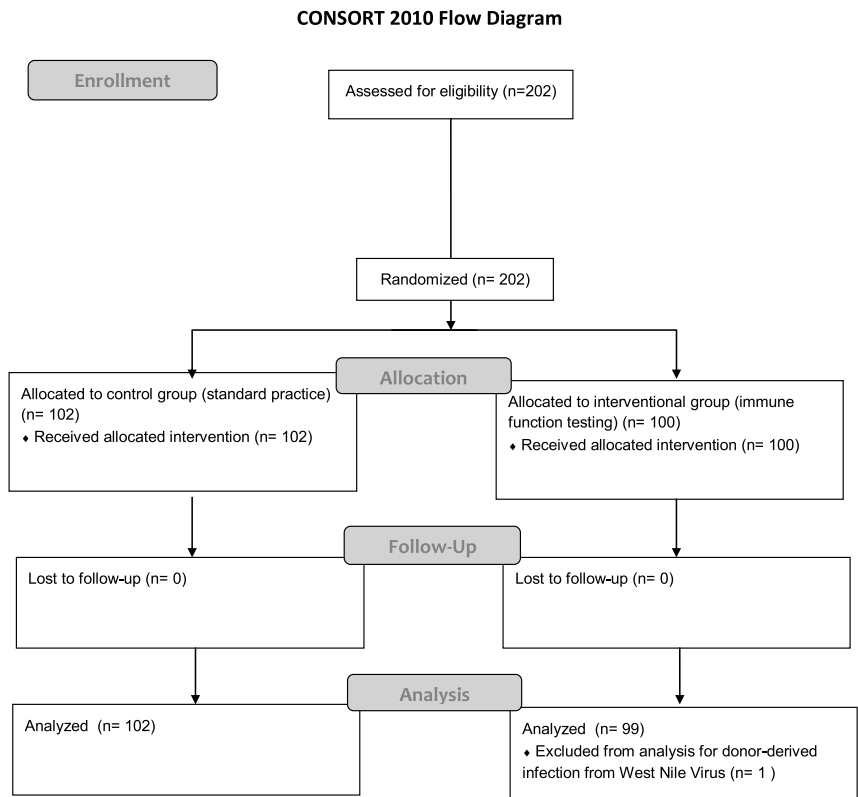 CONSORT 2010 Flow Diagram
Enrollment
Assessed for eligibility (n=202)
Randomized (n= 202)
Allocation
Allocated to control group (standard practice)
(n= 102)
♦ Received allocated intervention (n= 102)
Allocated to interventional group (immune
function testing) (n= 100)
♦ Received allocated intervention (n= 100)
Follow-Up
Lost to follow-up (n= 0)
Lost to follow-up (n= 0)
Analysis
Analyzed (n= 102)
Analyzed (n= 99)
♦ Excluded from analysis for donor-derived
infection from West Nile Virus (n= 1 )